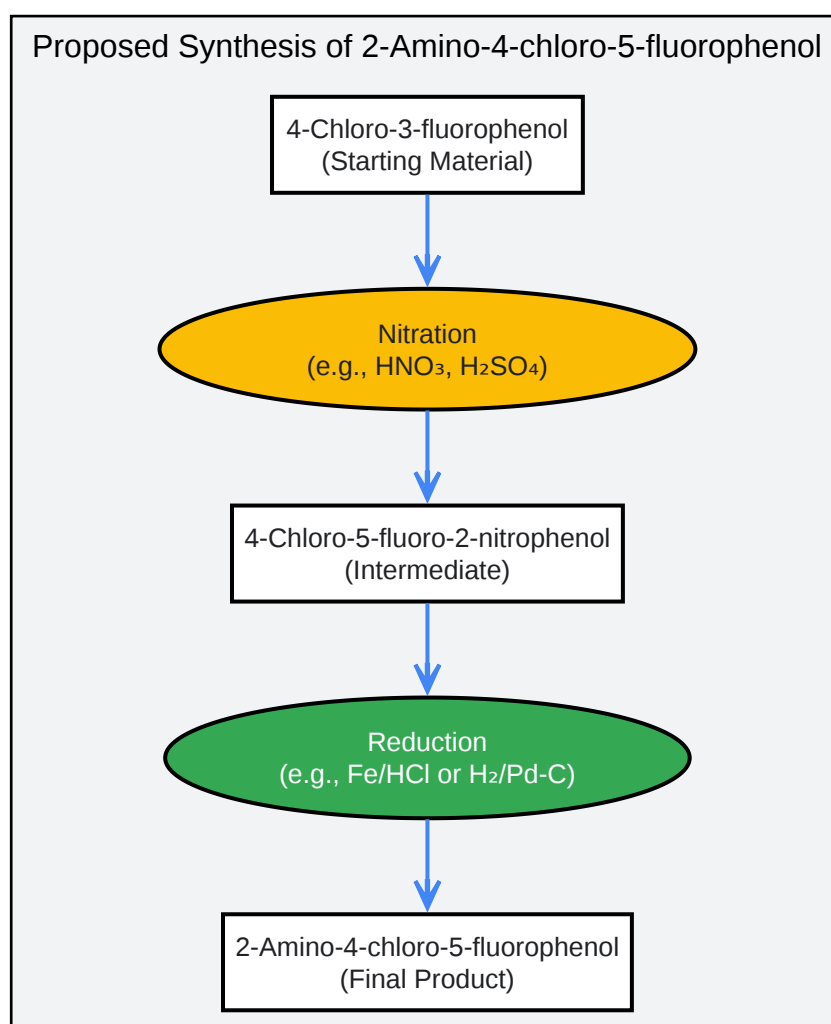 Proposed Synthesis of 2-Amino-4-chloro-5-fluorophenol
4-Chloro-3-fluorophenol
(Starting Material)
Nitration
(e.g., HNO₃, H₂SO₄)
4-Chloro-5-fluoro-2-nitrophenol
(Intermediate)
Reduction
(e.g., Fe/HCl or H₂/Pd-C)
2-Amino-4-chloro-5-fluorophenol
(Final Product)